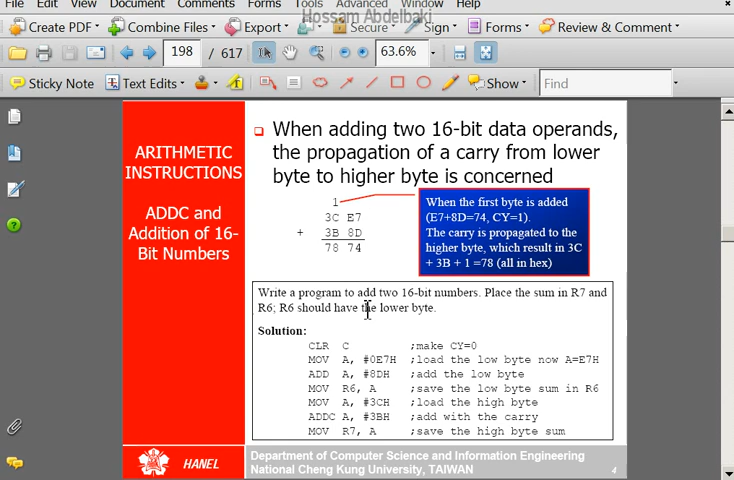 File Edit View Document Comments Forms Tools Advanced Window Help
Hossam Abdelbaki
Create PDF Combine Files Export Secure Sign Forms Review & Comment
198 / 617 63.6%
Sticky Note Text Edits T Show Find
ARITHMETIC
INSTRUCTIONS
ADDC and
Addition of 16-
Bit Numbers
When adding two 16-bit data operands,
the propagation of a carry from lower
byte to higher byte is concerned
1
3C E7
+ 3B 8D
78 74
When the first byte is added
(E7+8D=74, CY=1).
The carry is propagated to the
higher byte, which result in 3C
+ 3B + 1 =78 (all in hex)
Write a program to add two 16-bit numbers. Place the sum in R7 and
R6; R6 should have the lower byte.
Solution:
CLR C ;make CY=0
MOV A, #0E7H ;load the low byte now A=E7H
ADD A, #8DH ;add the low byte
MOV R6, A ;save the low byte sum in R6
MOV A, #3CH ;load the high byte
ADDC A, #3BH ;add with the carry
MOV R7, A ;save the high byte sum
HANEL
Department of Computer Science and Information Engineering
National Cheng Kung University, TAIWAN
4